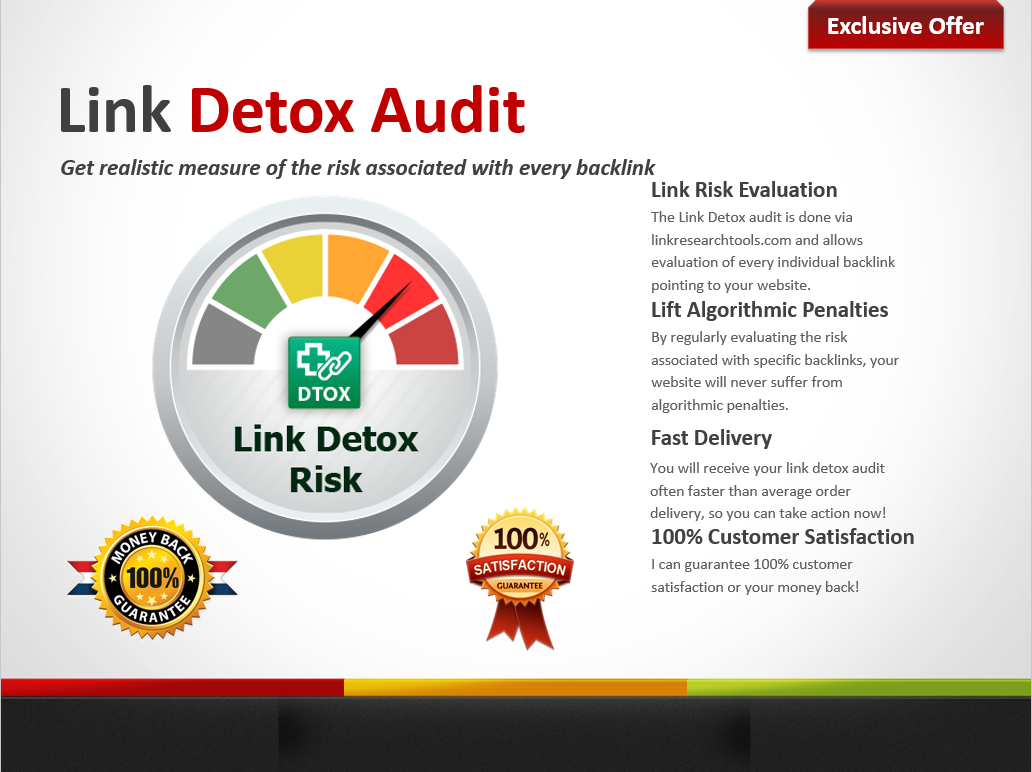 Exclusive Offer
Link Detox Audit
Get realistic measure of the risk associated with every backlink
Link Risk Evaluation
The Link Detox audit is done via
linkresearchtools.com and allows
evaluation of every individual backlink
pointing to your website.
Lift Algorithmic Penalties
By regularly evaluating the risk
associated with specific backlinks, your
website will never suffer from
algorithmic penalties.
Fast Delivery
You will receive your link detox audit
often faster than average order
delivery, so you can take action now!
100% Customer Satisfaction
I can guarantee 100% customer
satisfaction or your money back!
DTOX
Link Detox
Risk
MONEY BACK
100%
GUARANTEE
100%
SATISFACTION
GUARANTEE